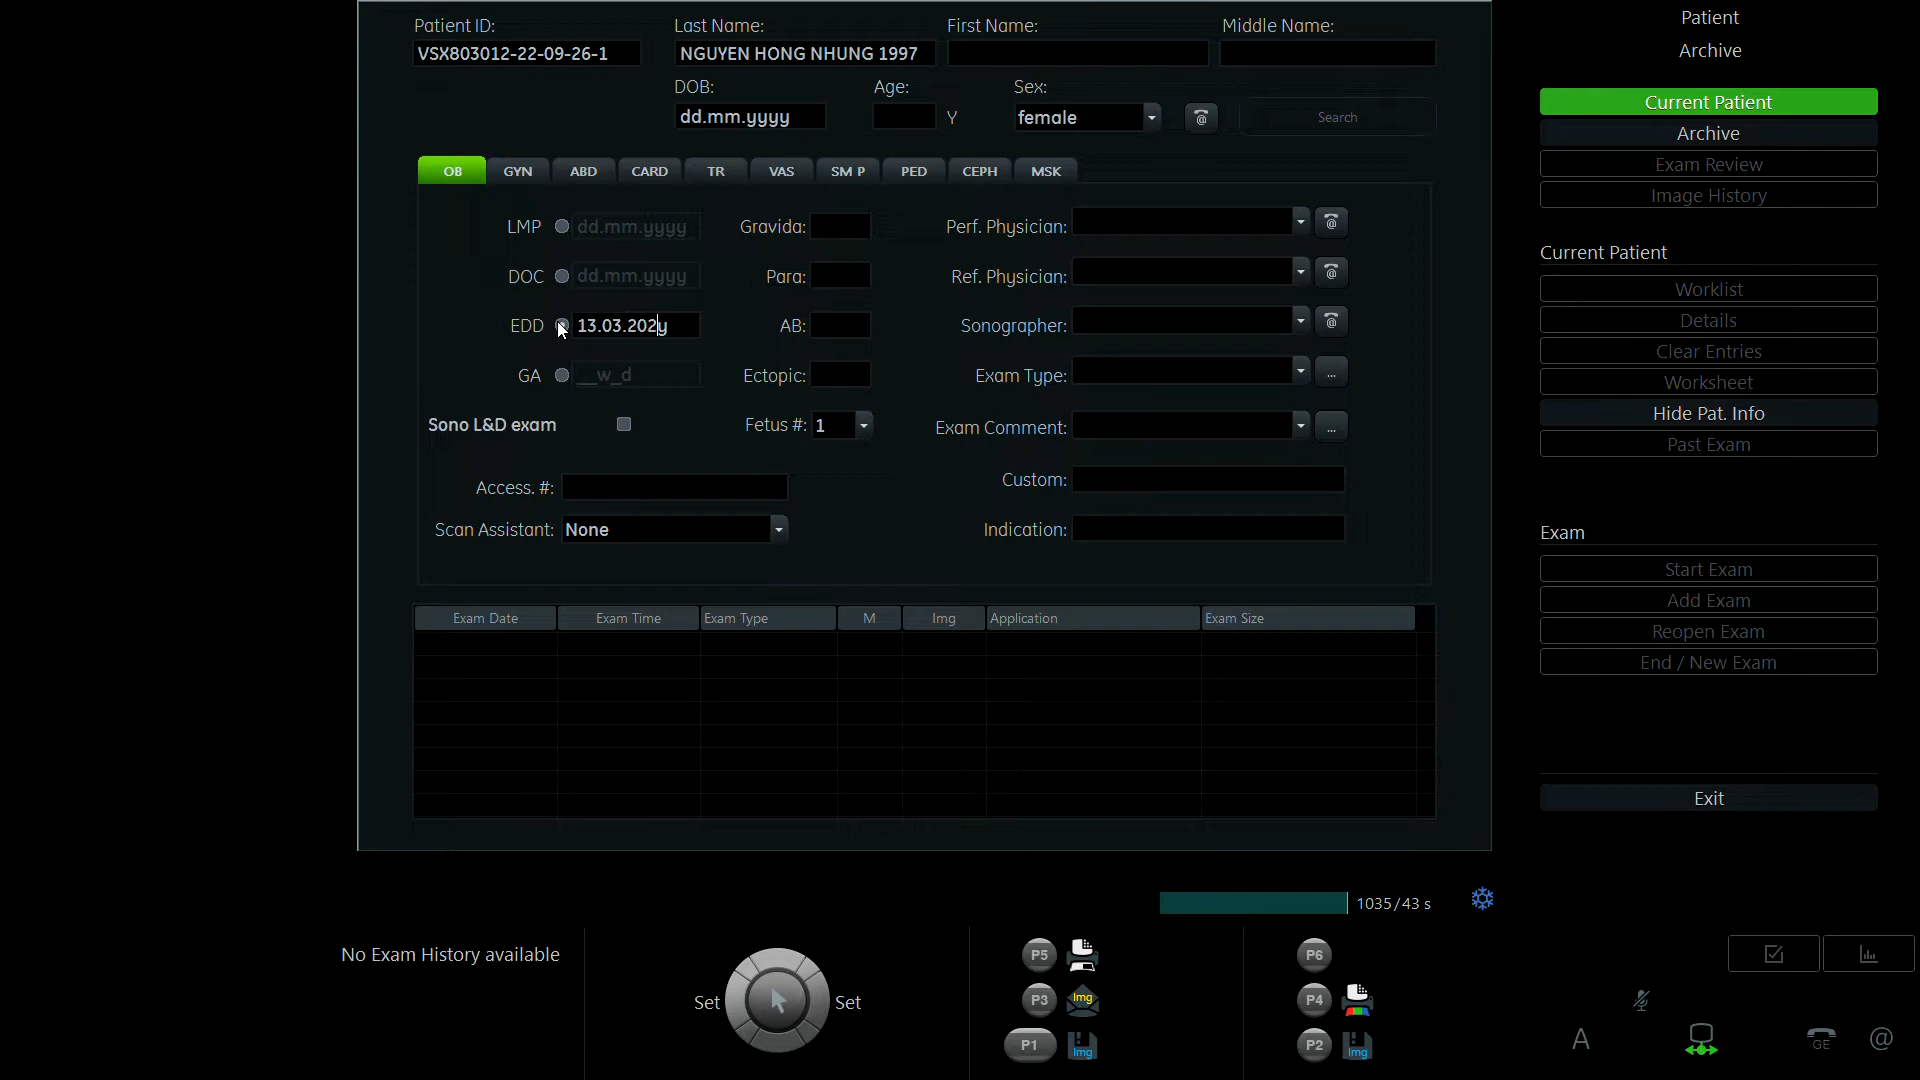 Patient ID: Last Name: First Name: Middle Name:
VSX803012-22-09-26-1 NGUYEN HONG NHUNG 1997
DOB: Age: Sex:
dd.mm.yyyy Y female Search
OB GYN ABD CARD TR VAS SM P PED CEPH MSK
LMP dd.mm.yyyy Gravida: Perf. Physician:
DOC dd.mm.yyyy Para: Ref. Physician:
EDD 13.03.202y AB: Sonographer:
GA __w_d Ectopic: Exam Type: ...
Sono L&D exam Fetus #: 1 Exam Comment: ...
Custom:
Access. #:
Scan Assistant: None Indication:
Exam Date Exam Time Exam Type M Img Application Exam Size
Patient
Archive
Current Patient
Archive
Exam Review
Image History
Current Patient
Worklist
Details
Clear Entries
Worksheet
Hide Pat. Info
Past Exam
Exam
Start Exam
Add Exam
Reopen Exam
End / New Exam
Exit
1035/43 s
No Exam History available
Set Set
P5
P3 Img
P1 Img
P6
P4
P2 Img
A GE @